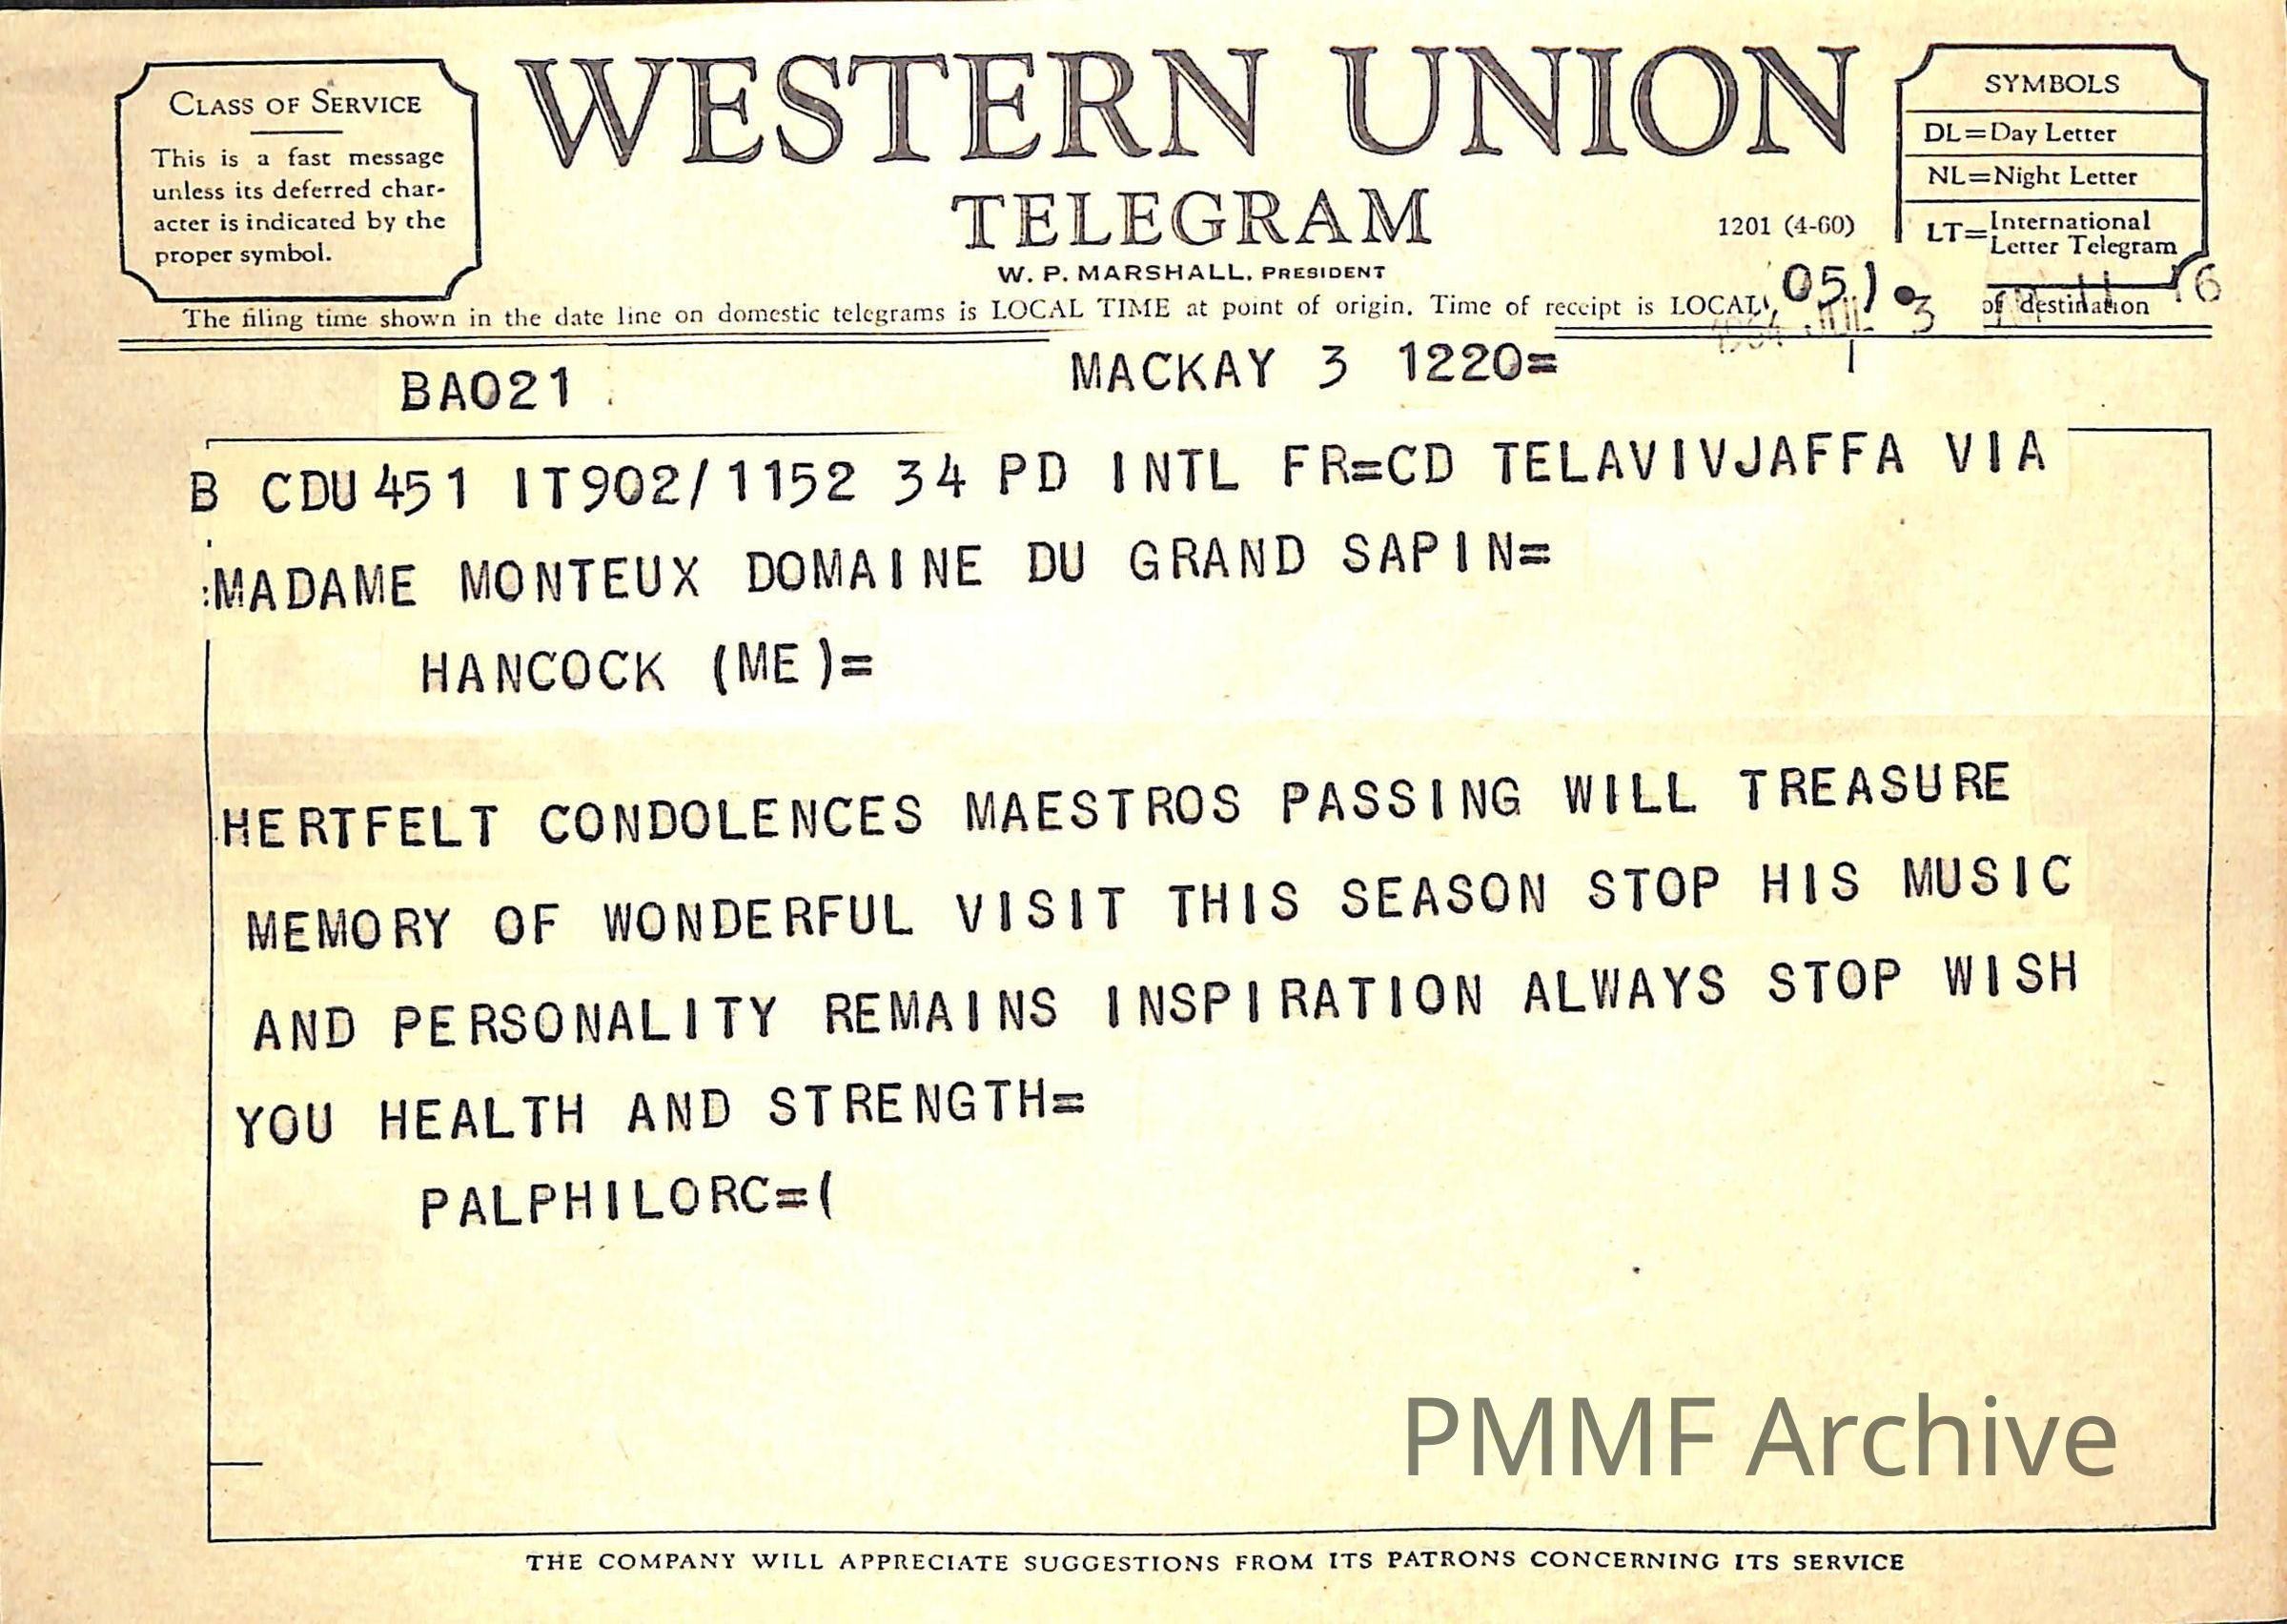 CLASS OF SERVICE
This is a fast message
unless its deferred char-
acter is indicated by the
proper symbol.
WESTERN UNION
TELEGRAM
W. P. MARSHALL, PRESIDENT
1201 (4-60)
SYMBOLS
DL=Day Letter
NL=Night Letter
LT=International Letter Telegram
The filing time shown in the date line on domestic telegrams is LOCAL TIME at point of origin. Time of receipt is LOCAL of destination
051
1964 JUL 3
BA021 MACKAY 3 1220=
B CDU451 IT902/1152 34 PD INTL FR=CD TELAVIVJAFFA VIA
:MADAME MONTEUX DOMAINE DU GRAND SAPIN=
HANCOCK (ME)=
HERTFELT CONDOLENCES MAESTROS PASSING WILL TREASURE
MEMORY OF WONDERFUL VISIT THIS SEASON STOP HIS MUSIC
AND PERSONALITY REMAINS INSPIRATION ALWAYS STOP WISH
YOU HEALTH AND STRENGTH=
PALPHILORC=(
PMMF Archive
THE COMPANY WILL APPRECIATE SUGGESTIONS FROM ITS PATRONS CONCERNING ITS SERVICE